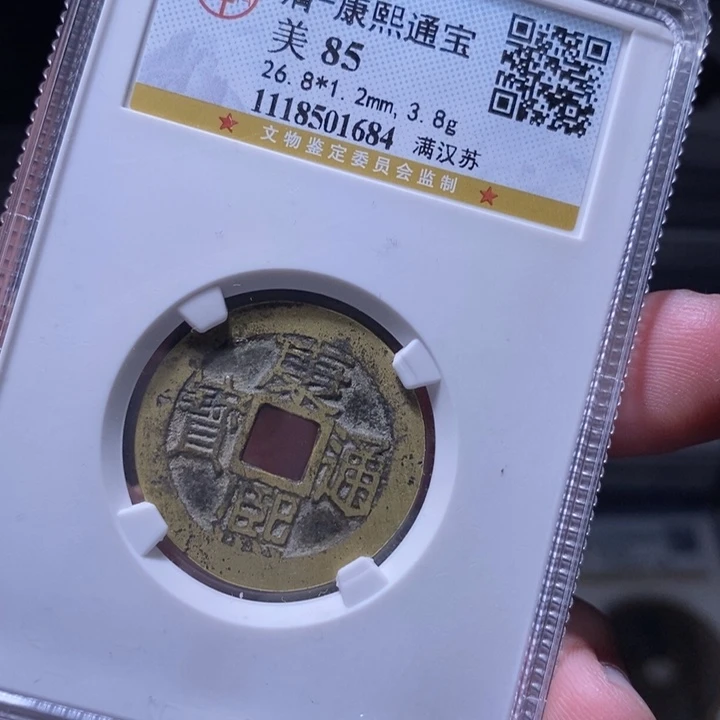 清-康熙通宝
美 85
26.8*1.2mm, 3.8g
1118501684 满汉苏
文物鉴定委员会监制
康熙通寶